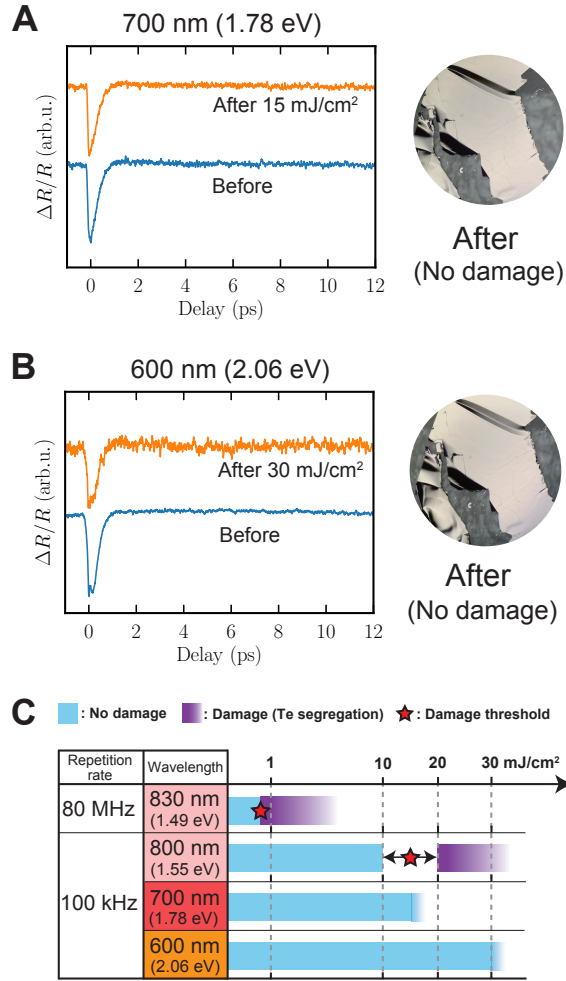 A
700 nm (1.78 eV)
ΔR/R (arb.u.)
After 15 mJ/cm²
Before
0 2 4 6 8 10 12
Delay (ps)
After
(No damage)
B
600 nm (2.06 eV)
ΔR/R (arb.u.)
After 30 mJ/cm²
Before
0 2 4 6 8 10 12
Delay (ps)
After
(No damage)
C
: No damage : Damage (Te segregation) : Damage threshold
Repetition
rate
Wavelength
1 10 20 30 mJ/cm²
80 MHz
830 nm
(1.49 eV)
100 kHz
800 nm
(1.55 eV)
700 nm
(1.78 eV)
600 nm
(2.06 eV)